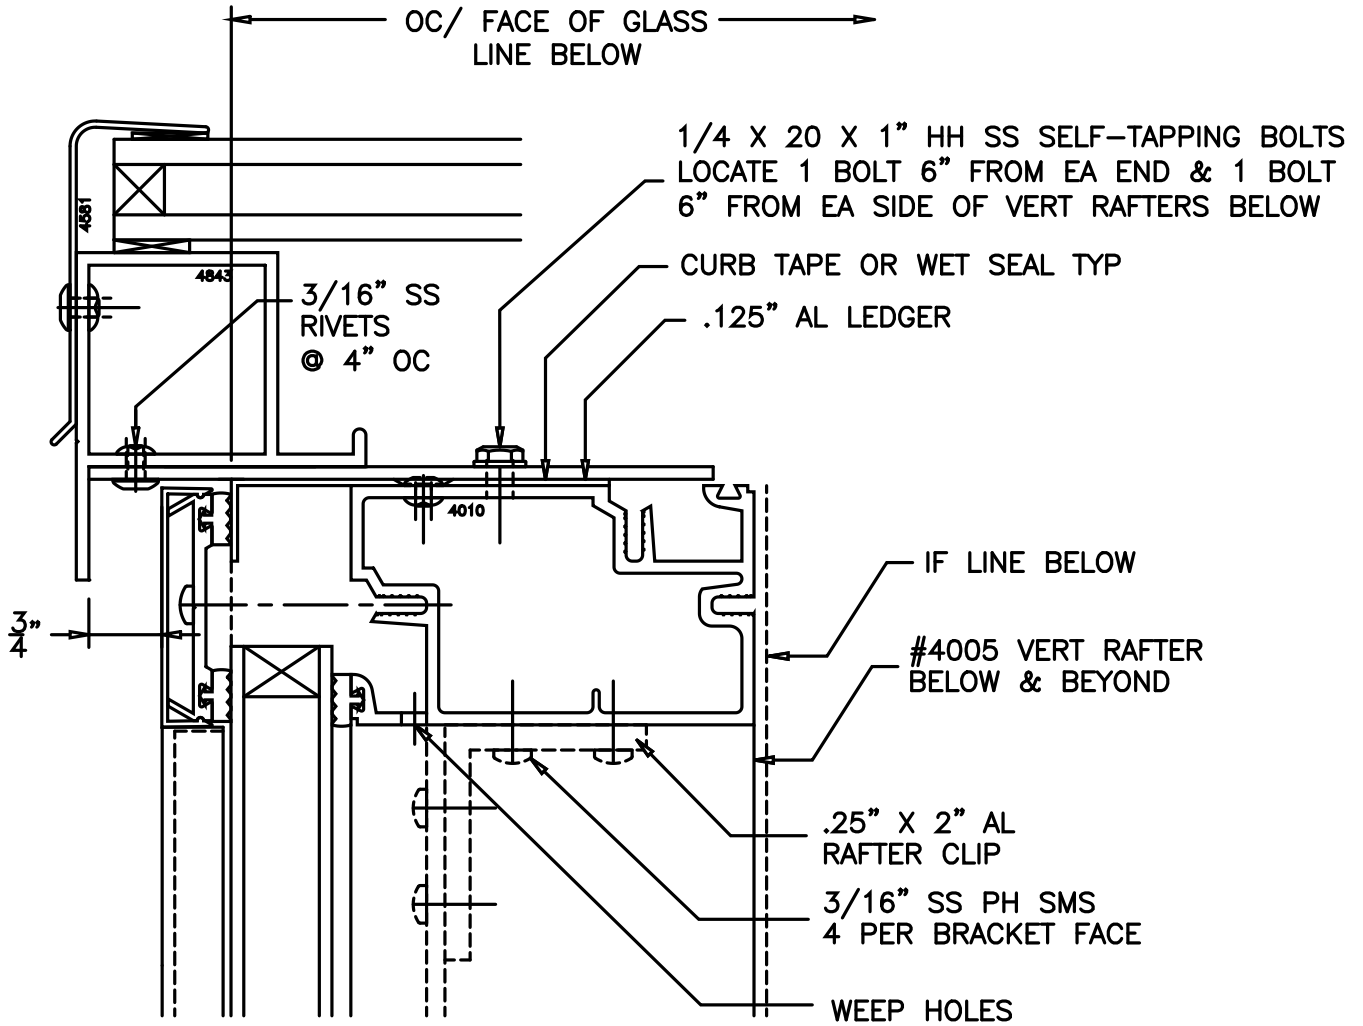 OC/ FACE OF GLASS
LINE BELOW
1/4 X 20 X 1” HH SS SELF-TAPPING BOLTS
LOCATE 1 BOLT 6” FROM EA END & 1 BOLT
6” FROM EA SIDE OF VERT RAFTERS BELOW
4581
CURB TAPE OR WET SEAL TYP
4843
3/16” SS
RIVETS
@ 4” OC
.125” AL LEDGER
4010
IF LINE BELOW
3/4”
#4005 VERT RAFTER
BELOW & BEYOND
.25” X 2” AL
RAFTER CLIP
3/16” SS PH SMS
4 PER BRACKET FACE
WEEP HOLES